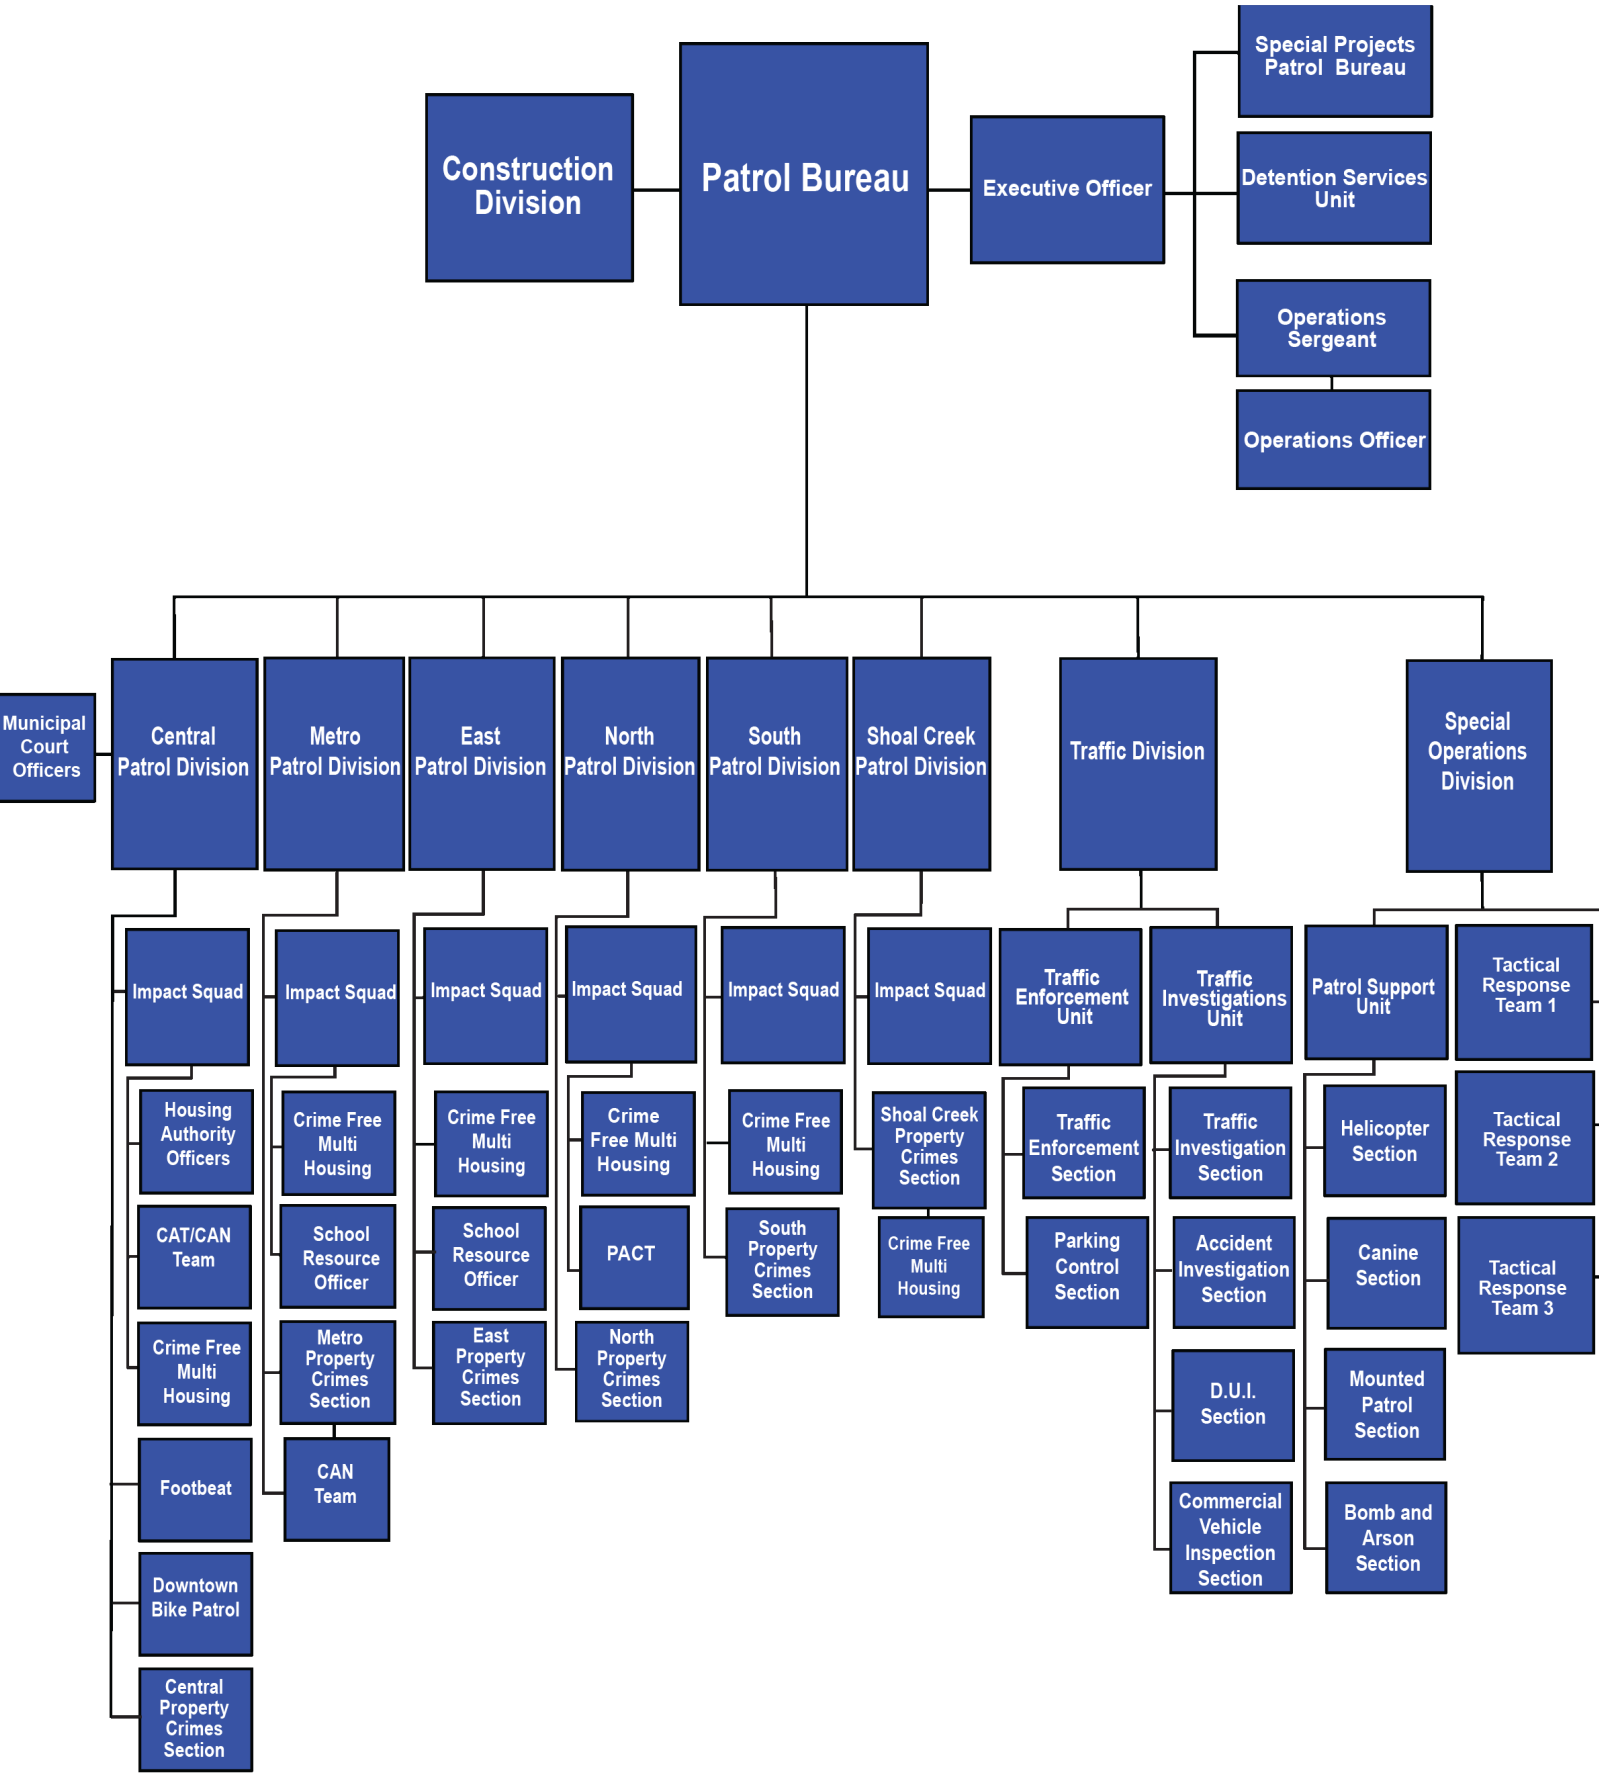 Special Projects
Patrol Bureau
Construction
Division
Patrol Bureau
Executive Officer
Detention Services
Unit
Operations
Sergeant
Operations Officer
Municipal
Court
Officers
Central
Patrol Division
Metro
Patrol Division
East
Patrol Division
North
Patrol Division
South
Patrol Division
Shoal Creek
Patrol Division
Traffic Division
Special
Operations
Division
Impact Squad
Housing
Authority
Officers
CAT/CAN
Team
Crime Free
Multi
Housing
Footbeat
Downtown
Bike Patrol
Central
Property
Crimes
Section
Impact Squad
Crime Free
Multi
Housing
School
Resource
Officer
Metro
Property
Crimes
Section
CAN
Team
Impact Squad
Crime Free
Multi
Housing
School
Resource
Officer
East
Property
Crimes
Section
Impact Squad
Crime
Free Multi
Housing
PACT
North
Property
Crimes
Section
Impact Squad
Crime Free
Multi
Housing
South
Property
Crimes
Section
Impact Squad
Shoal Creek
Property
Crimes
Section
Crime Free
Multi
Housing
Traffic
Enforcement
Unit
Traffic
Enforcement
Section
Parking
Control
Section
Traffic
Investigations
Unit
Traffic
Investigation
Section
Accident
Investigation
Section
D.U.I.
Section
Commercial
Vehicle
Inspection
Section
Patrol Support
Unit
Helicopter
Section
Canine
Section
Mounted
Patrol
Section
Bomb and
Arson
Section
Tactical
Response
Team 1
Tactical
Response
Team 2
Tactical
Response
Team 3